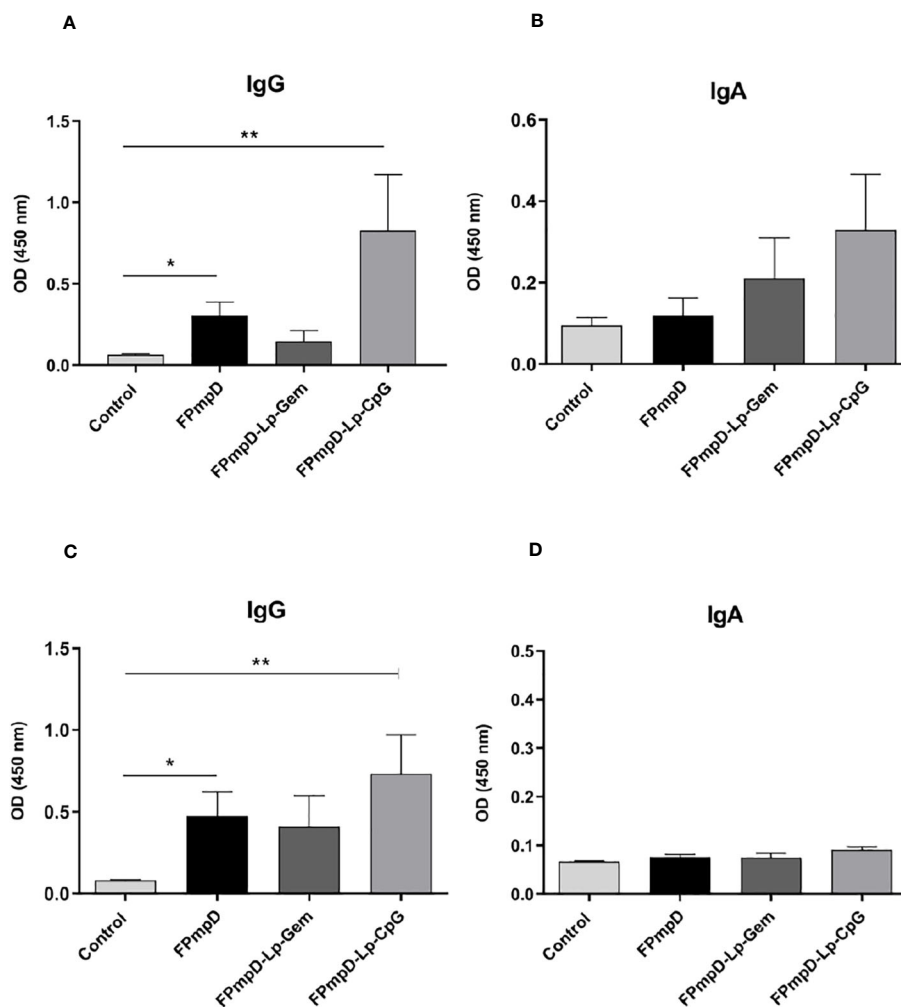 A
B
IgG
IgA
OD (450 nm)
1.5
1.0
0.5
0.0
**
*
Control
FPmpD
FPmpD-Lp-Gem
FPmpD-Lp-CpG
OD (450 nm)
0.6
0.4
0.2
0.0
Control
FPmpD
FPmpD-Lp-Gem
FPmpD-Lp-CpG
C
D
IgG
IgA
OD (450 nm)
1.5
1.0
0.5
0.0
**
*
Control
FPmpD
FPmpD-Lp-Gem
FPmpD-Lp-CpG
OD (450 nm)
0.5
0.4
0.3
0.2
0.1
0.0
Control
FPmpD
FPmpD-Lp-Gem
FPmpD-Lp-CpG